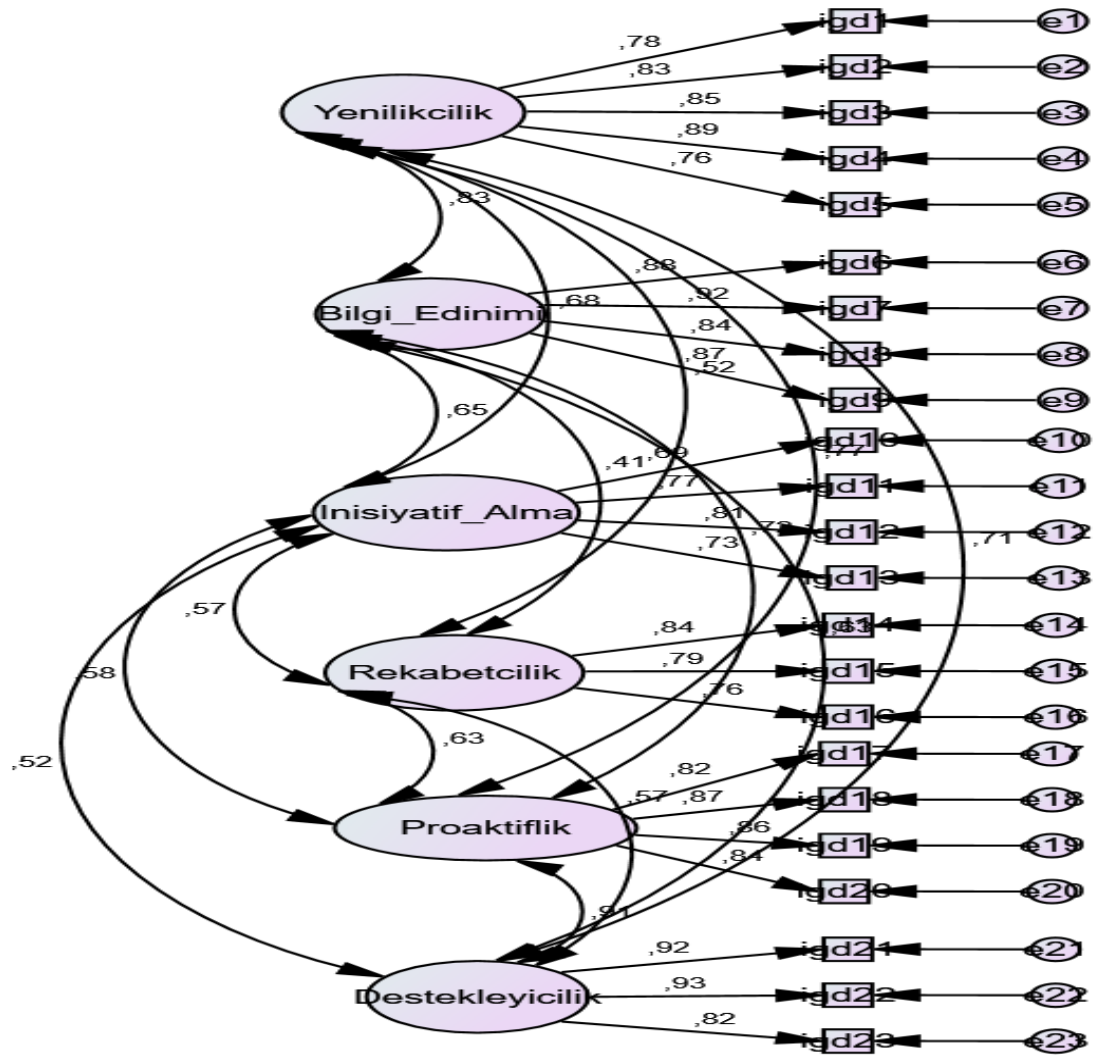 igd1
e1
,78
igd2
e2
,83
Yenilikcilik
,85
igd3
e3
,89
igd4
e4
,76
igd5
e5
,83
,88
igd6
e6
Bilgi_Edinimi
,68
,92
igd7
e7
,84
igd8
e8
,87
,52
igd9
e9
,65
igd10
e10
,41
,69
,77
,77
igd11
e11
Inisiyatif_Alma
,81
igd12
e12
,71
,73
igd13
e13
,57
,84
igd14
,63
e14
,58
Rekabetcilik
,79
igd15
e15
,76
igd16
e16
,52
,63
igd17
e17
,82
,57
,87
igd18
e18
Proaktiflik
,86
igd19
e19
,84
igd20
e20
,91
,92
igd21
e21
Destekleyicilik
,93
igd22
e22
,82
igd23
e23